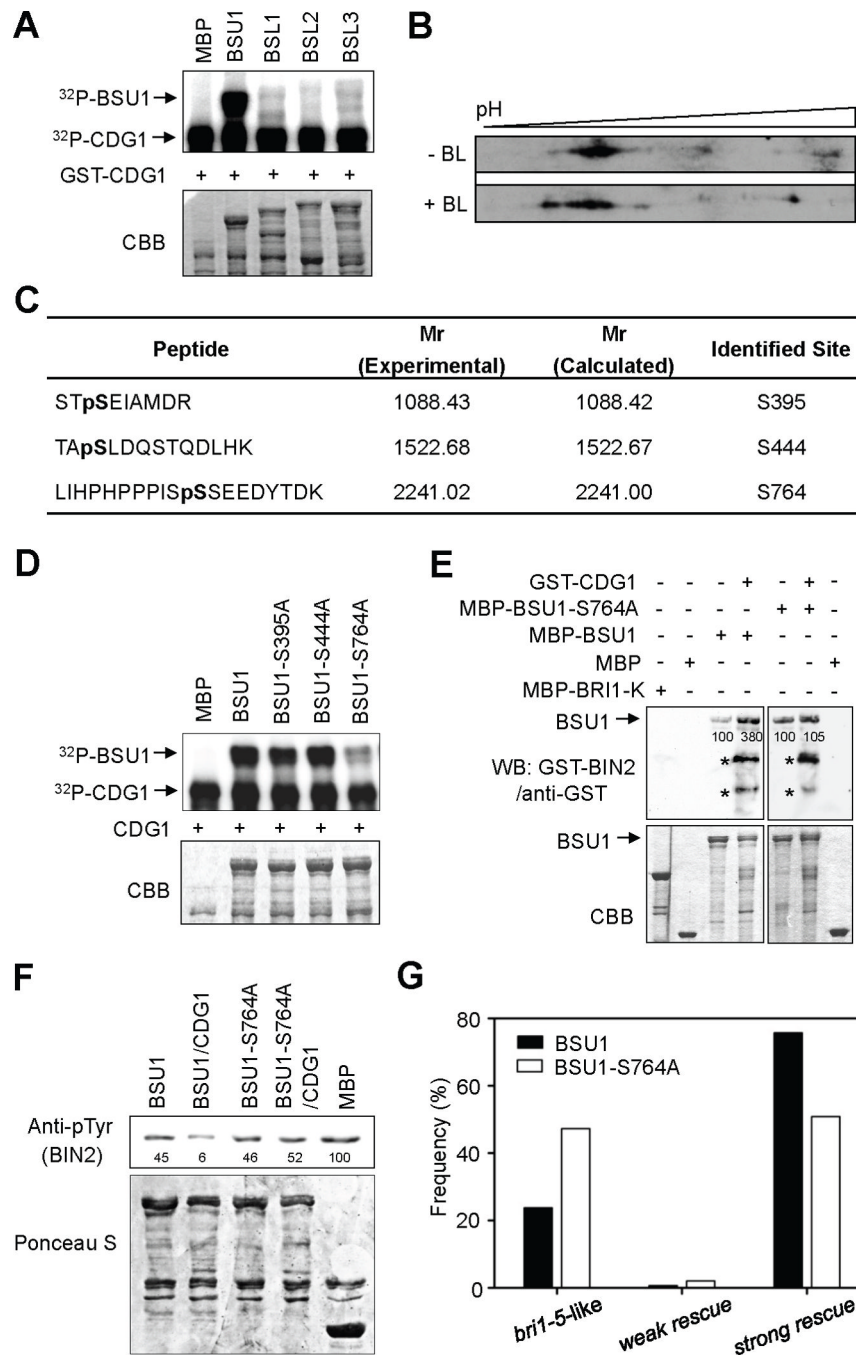 A
MBP
BSU1
BSL1
BSL2
BSL3
32P-BSU1
32P-CDG1
GST-CDG1 + + + + +
CBB
B
pH
- BL
+ BL
C
Peptide Mr (Experimental) Mr (Calculated) Identified Site
STpSEIAMDR 1088.43 1088.42 S395
TApSLDQSTQDLHK 1522.68 1522.67 S444
LIHPHPPPISpSSEEDYTDK 2241.02 2241.00 S764
D
MBP
BSU1
BSU1-S395A
BSU1-S444A
BSU1-S764A
32P-BSU1
32P-CDG1
CDG1 + + + + +
CBB
E
GST-CDG1 - - - + - + -
MBP-BSU1-S764A - - - - + + -
MBP-BSU1 - - + + - - -
MBP - + - - - - +
MBP-BRI1-K + - - - - - -
BSU1
100 380 100 105
WB: GST-BIN2
/anti-GST
* *
* *
BSU1
CBB
F
BSU1
BSU1/CDG1
BSU1-S764A
BSU1-S764A
/CDG1
MBP
Anti-pTyr
(BIN2)
45 6 46 52 100
Ponceau S
G
BSU1
BSU1-S764A
Frequency (%)
80
60
40
20
0
bri1-5-like
weak rescue
strong rescue